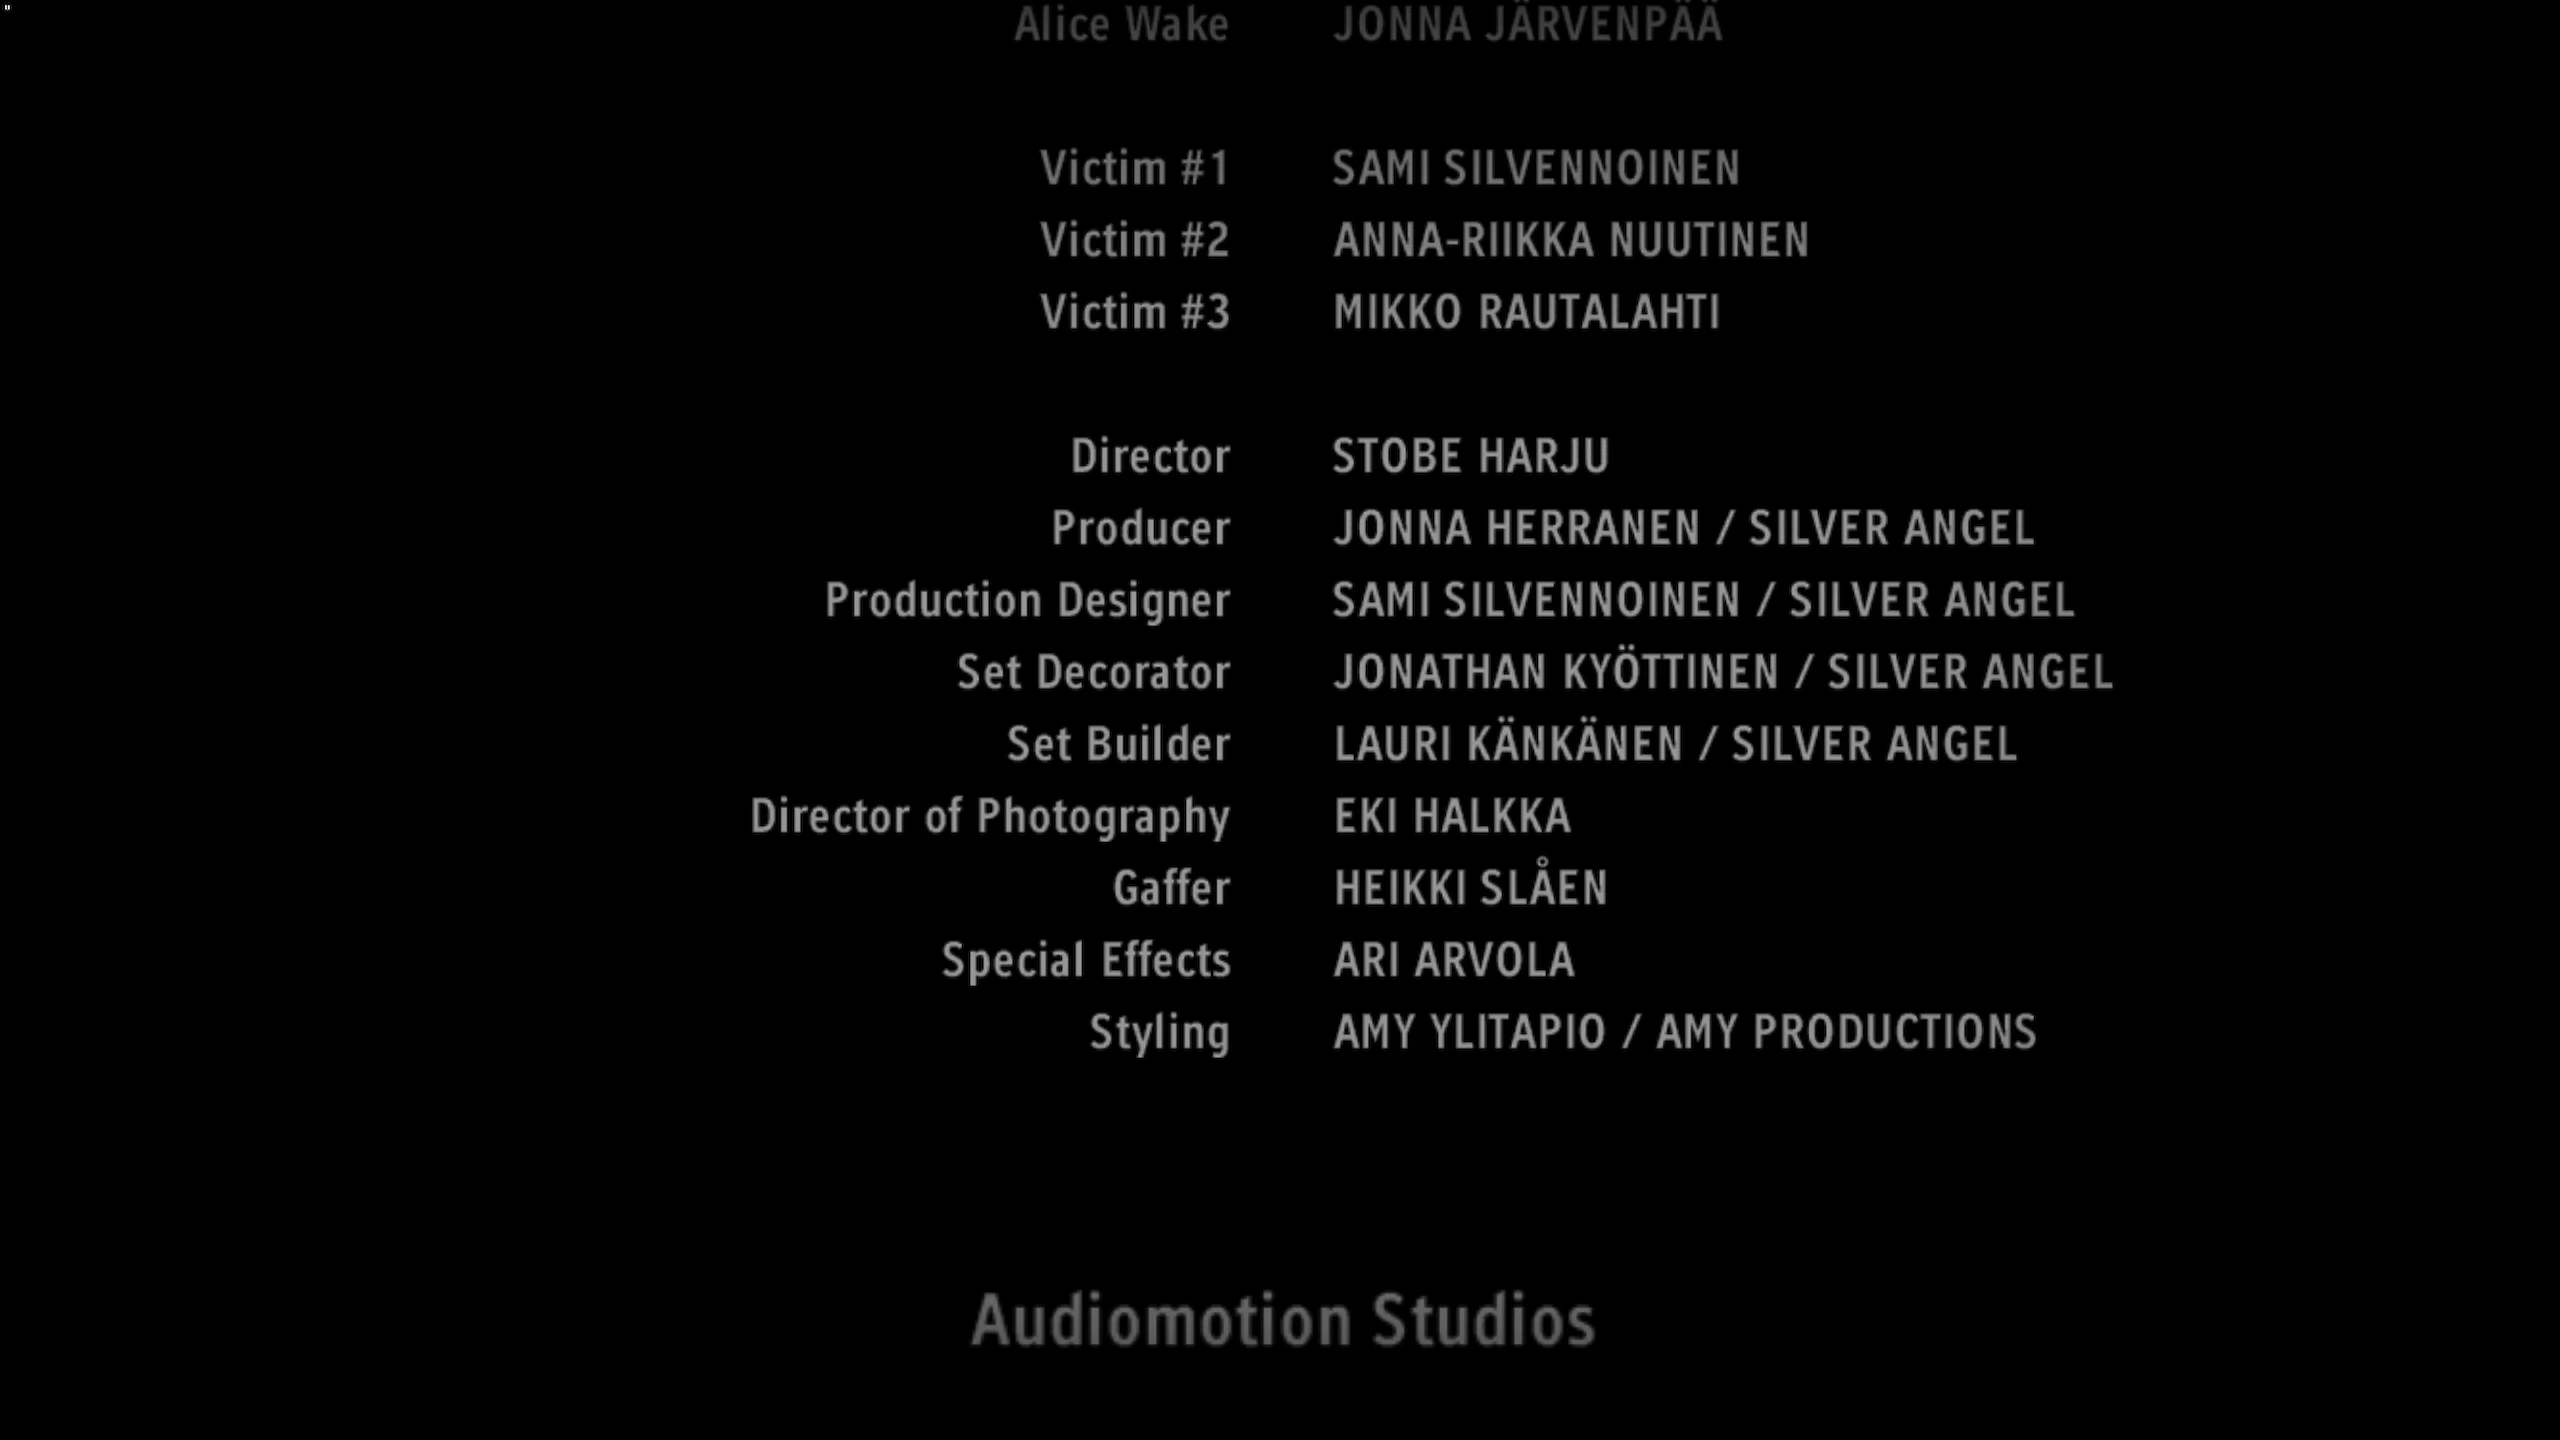 "
Alice Wake JONNA JÄRVENPÄÄ
Victim #1 SAMI SILVENNOINEN
Victim #2 ANNA-RIIKKA NUUTINEN
Victim #3 MIKKO RAUTALAHTI
Director STOBE HARJU
Producer JONNA HERRANEN / SILVER ANGEL
Production Designer SAMI SILVENNOINEN / SILVER ANGEL
Set Decorator JONATHAN KYÖTTINEN / SILVER ANGEL
Set Builder LAURI KÄNKÄNEN / SILVER ANGEL
Director of Photography EKI HALKKA
Gaffer HEIKKI SLÅEN
Special Effects ARI ARVOLA
Styling AMY YLITAPIO / AMY PRODUCTIONS
Audiomotion Studios